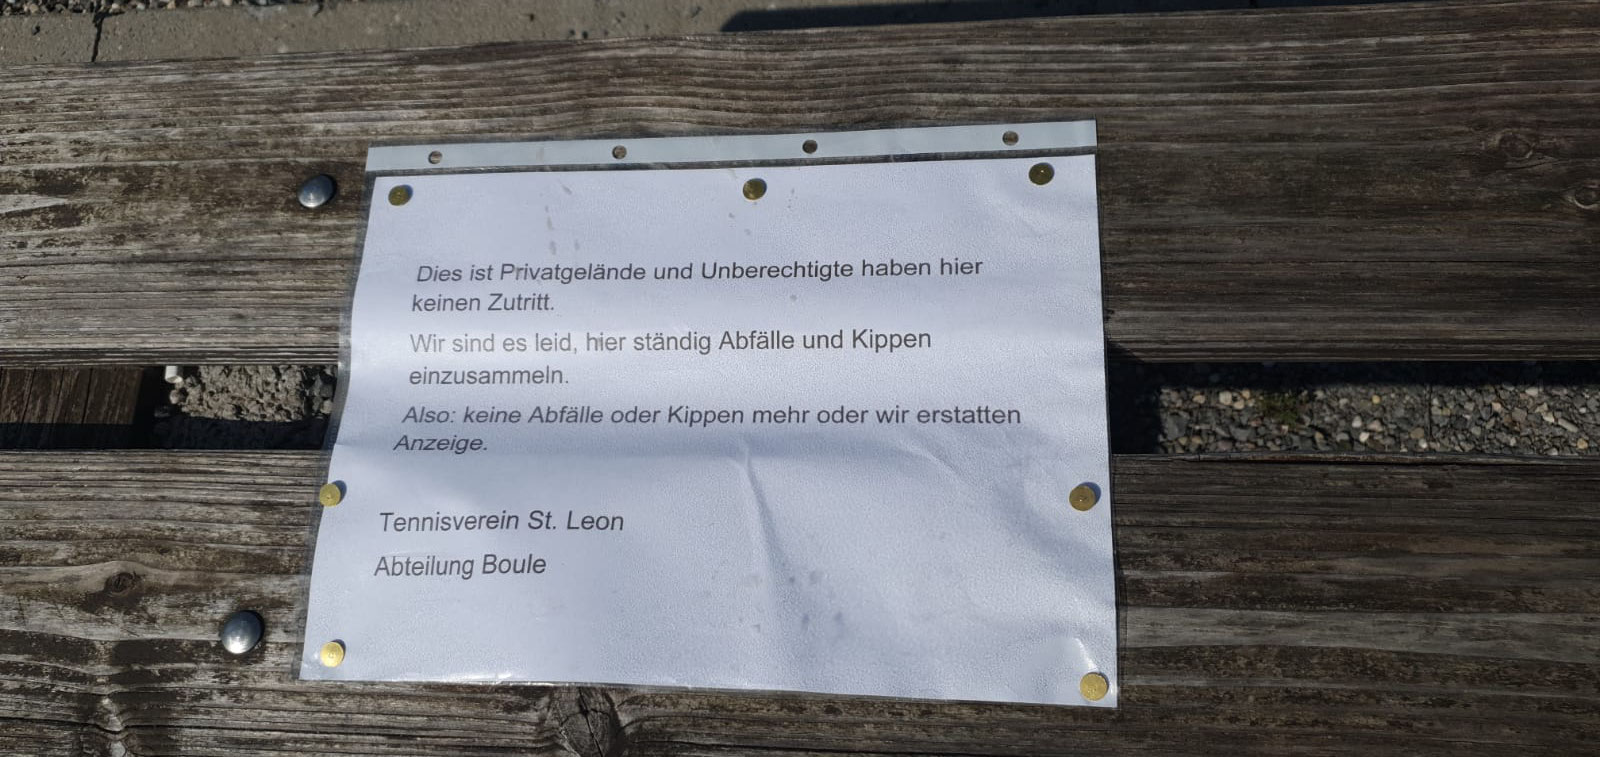 Dies ist Privatgelände und Unberechtigte haben hier
keinen Zutritt.
Wir sind es leid, hier ständig Abfälle und Kippen
einzusammeln.
Also: keine Abfälle oder Kippen mehr oder wir erstatten
Anzeige.
Tennisverein St. Leon
Abteilung Boule